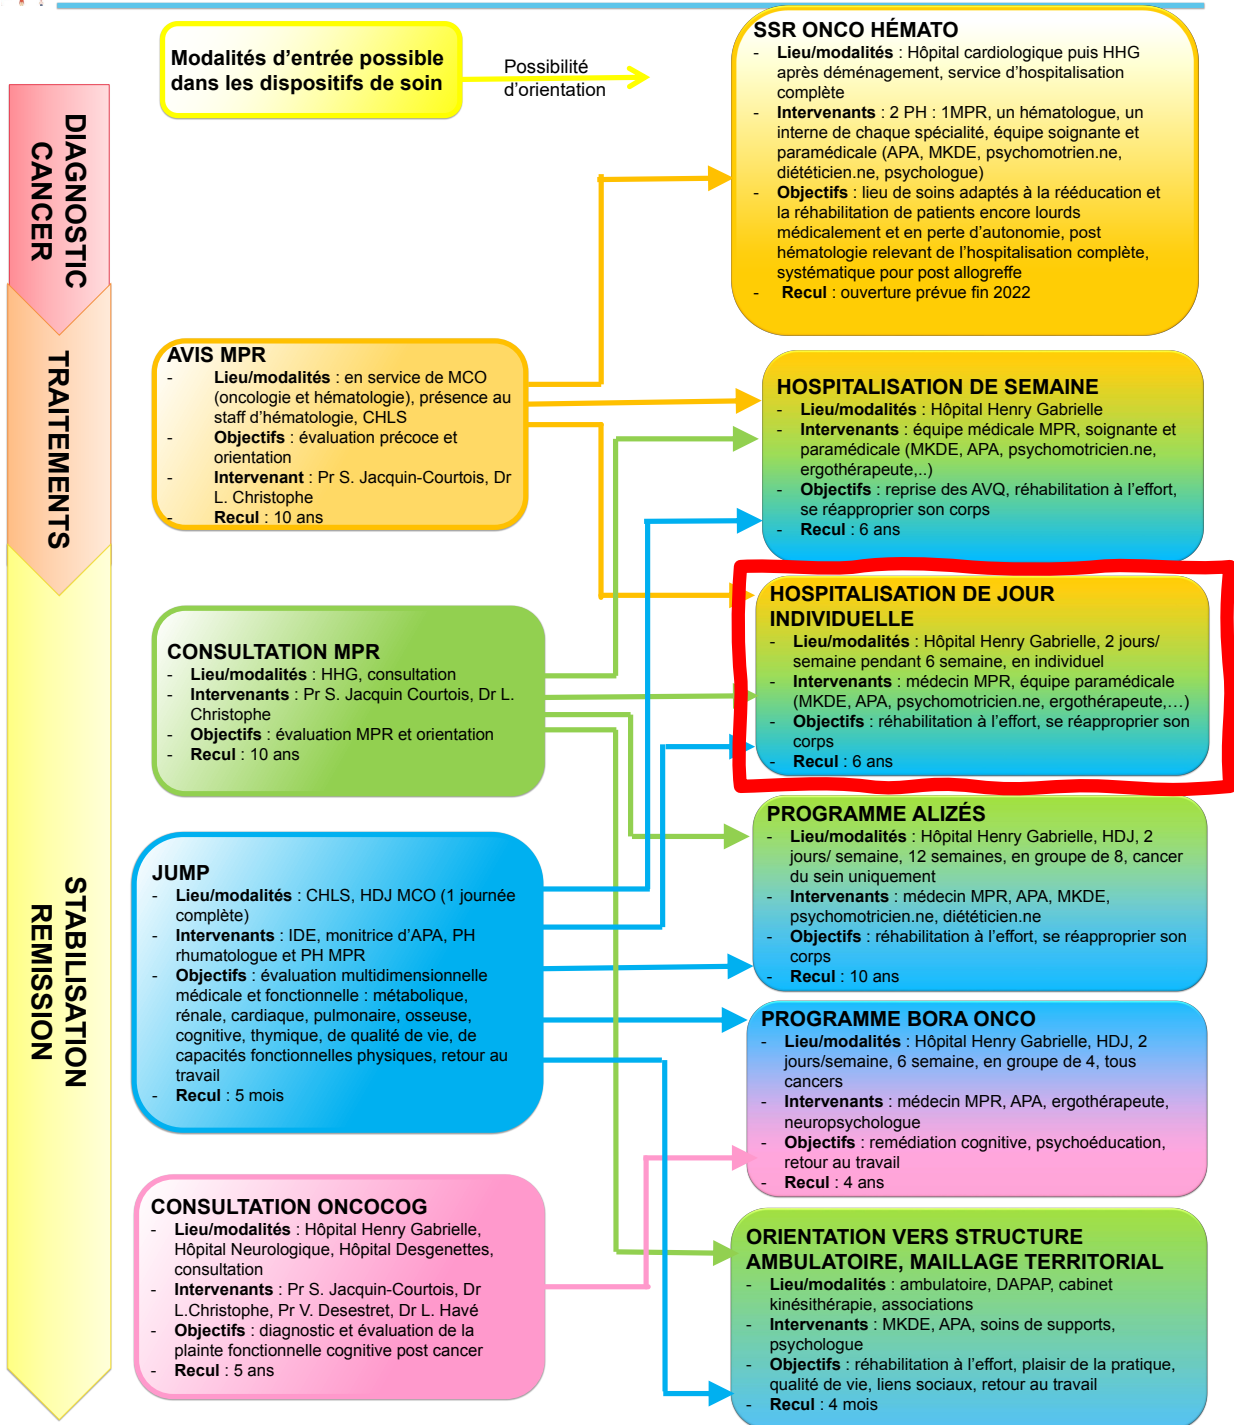 Modalités d'entrée possible
dans les dispositifs de soin
Possibilité
d'orientation
DIAGNOSTIC
CANCER
TRAITEMENTS
STABILISATION
REMISSION
AVIS MPR
- Lieu/modalités : en service de MCO
(oncologie et hématologie), présence au
staff d'hématologie, CHLS
- Objectifs : évaluation précoce et
orientation
- Intervenant : Pr S. Jacquin-Courtois, Dr
L. Christophe
- Recul : 10 ans
CONSULTATION MPR
- Lieu/modalités : HHG, consultation
- Intervenants : Pr S. Jacquin Courtois, Dr L.
Christophe
- Objectifs : évaluation MPR et orientation
- Recul : 10 ans
JUMP
- Lieu/modalités : CHLS, HDJ MCO (1 journée
complète)
- Intervenants : IDE, monitrice d'APA, PH
rhumatologue et PH MPR
- Objectifs : évaluation multidimensionnelle
médicale et fonctionnelle : métabolique,
rénale, cardiaque, pulmonaire, osseuse,
cognitive, thymique, de qualité de vie, de
capacités fonctionnelles physiques, retour au
travail
- Recul : 5 mois
CONSULTATION ONCOCOG
- Lieu/modalités : Hôpital Henry Gabrielle,
Hôpital Neurologique, Hôpital Desgenettes,
consultation
- Intervenants : Pr S. Jacquin-Courtois, Dr
L.Christophe, Pr V. Desestret, Dr L. Havé
- Objectifs : diagnostic et évaluation de la
plainte fonctionnelle cognitive post cancer
- Recul : 5 ans
SSR ONCO HÉMATO
- Lieu/modalités : Hôpital cardiologique puis HHG
après déménagement, service d'hospitalisation
complète
- Intervenants : 2 PH : 1MPR, un hématologue, un
interne de chaque spécialité, équipe soignante et
paramédicale (APA, MKDE, psychomotrien.ne,
diététicien.ne, psychologue)
- Objectifs : lieu de soins adaptés à la rééducation et
la réhabilitation de patients encore lourds
médicalement et en perte d'autonomie, post
hématologie relevant de l'hospitalisation complète,
systématique pour post allogreffe
- Recul : ouverture prévue fin 2022
HOSPITALISATION DE SEMAINE
- Lieu/modalités : Hôpital Henry Gabrielle
- Intervenants : équipe médicale MPR, soignante et
paramédicale (MKDE, APA, psychomotricien.ne,
ergothérapeute,..)
- Objectifs : reprise des AVQ, réhabilitation à l'effort,
se réapproprier son corps
- Recul : 6 ans
HOSPITALISATION DE JOUR
INDIVIDUELLE
- Lieu/modalités : Hôpital Henry Gabrielle, 2 jours/
semaine pendant 6 semaine, en individuel
- Intervenants : médecin MPR, équipe paramédicale
(MKDE, APA, psychomotricien.ne, ergothérapeute,…)
- Objectifs : réhabilitation à l'effort, se réapproprier son
corps
- Recul : 6 ans
PROGRAMME ALIZÉS
- Lieu/modalités : Hôpital Henry Gabrielle, HDJ, 2
jours/ semaine, 12 semaines, en groupe de 8, cancer
du sein uniquement
- Intervenants : médecin MPR, APA, MKDE,
psychomotricien.ne, diététicien.ne
- Objectifs : réhabilitation à l'effort, se réapproprier son
corps
- Recul : 10 ans
PROGRAMME BORA ONCO
- Lieu/modalités : Hôpital Henry Gabrielle, HDJ, 2
jours/semaine, 6 semaine, en groupe de 4, tous
cancers
- Intervenants : médecin MPR, APA, ergothérapeute,
neuropsychologue
- Objectifs : remédiation cognitive, psychoéducation,
retour au travail
- Recul : 4 ans
ORIENTATION VERS STRUCTURE
AMBULATOIRE, MAILLAGE TERRITORIAL
- Lieu/modalités : ambulatoire, DAPAP, cabinet
kinésithérapie, associations
- Intervenants : MKDE, APA, soins de supports,
psychologue
- Objectifs : réhabilitation à l'effort, plaisir de la pratique,
qualité de vie, liens sociaux, retour au travail
- Recul : 4 mois